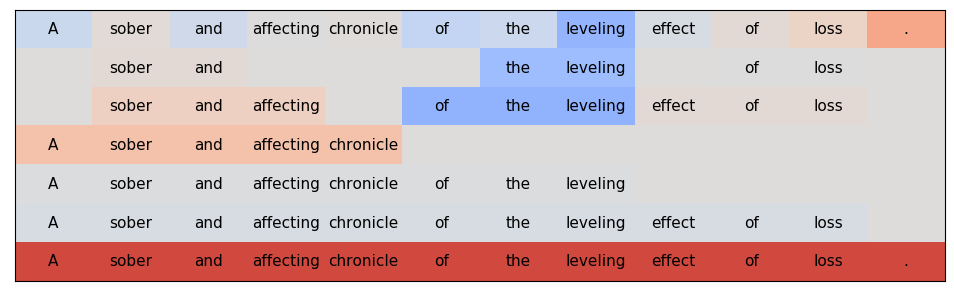 A sober and affecting chronicle of the leveling effect of loss .
sober and the leveling of loss
sober and affecting of the leveling effect of loss
A sober and affecting chronicle
A sober and affecting chronicle of the leveling
A sober and affecting chronicle of the leveling effect of loss
A sober and affecting chronicle of the leveling effect of loss .